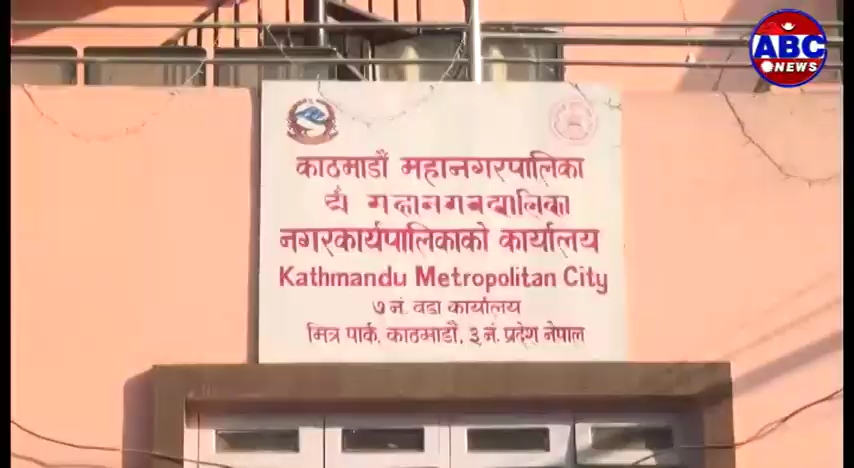 ABC
NEWS
काठमाडौं महानगरपालिका
नगरकार्यपालिकाको कार्यालय
Kathmandu Metropolitan City
७ नं. वडा कार्यालय
मित्र पार्क, काठमाडौं, ३ नं. प्रदेश नेपाल